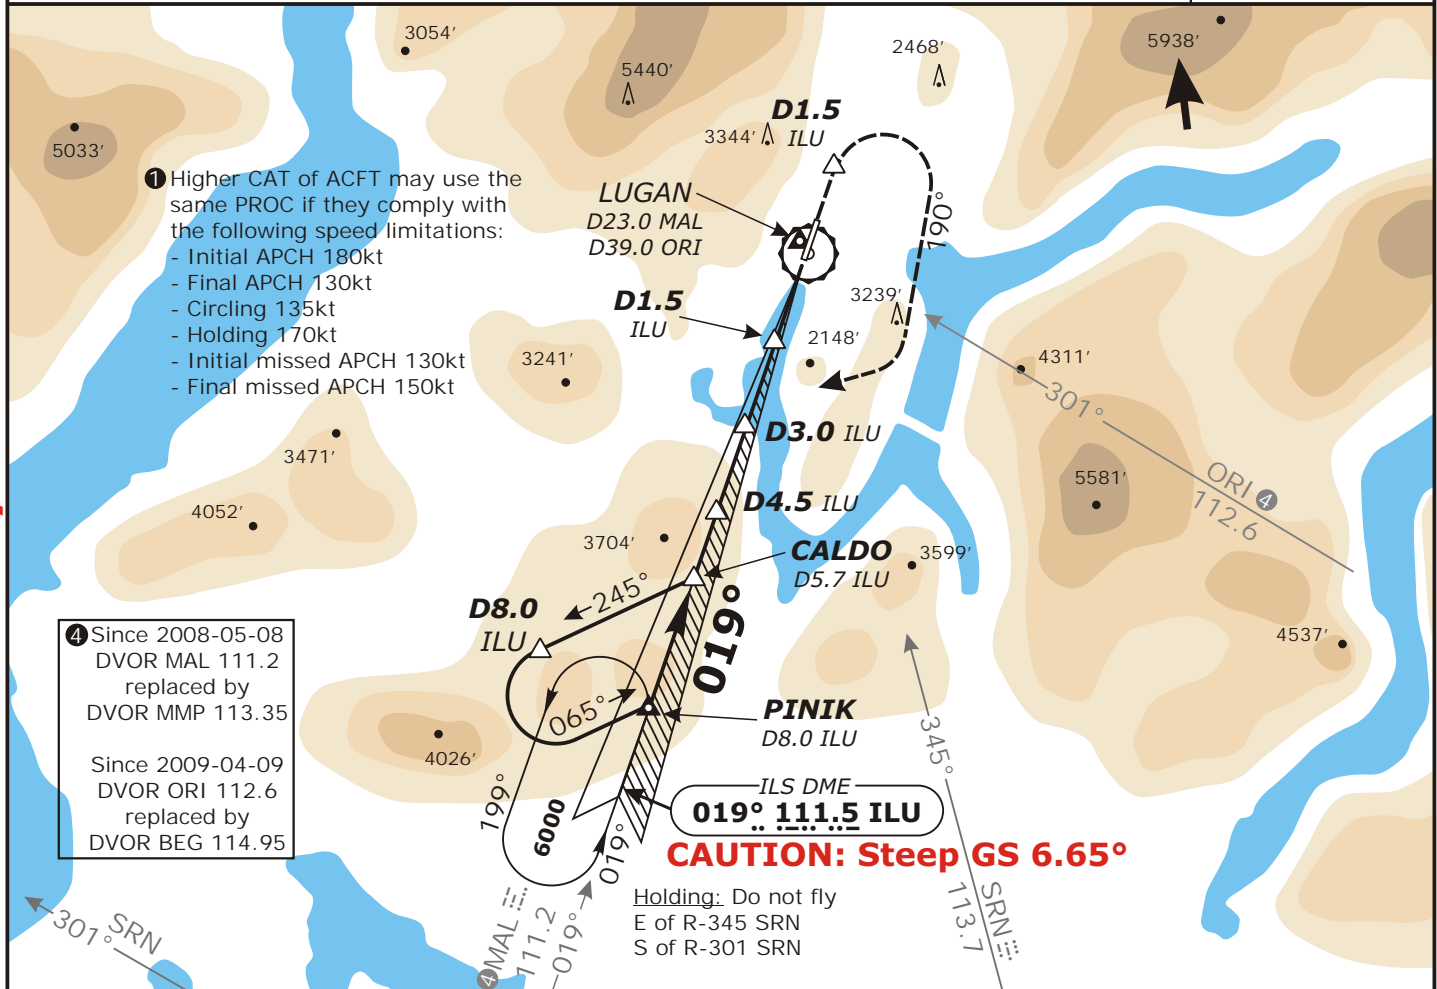 3054'
5440'
2468'
5938'
5033'
3344'
D1.5
ILU
❶ Higher CAT of ACFT may use the
same PROC if they comply with
the following speed limitations:
- Initial APCH 180kt
- Final APCH 130kt
- Circling 135kt
- Holding 170kt
- Initial missed APCH 130kt
- Final missed APCH 150kt
LUGAN
D23.0 MAL
D39.0 ORI
190°
D1.5
ILU
3239'
2148'
3241'
4311'
301°
D3.0 ILU
3471'
ORI ❹
112.6
5581'
4052'
D4.5 ILU
3704'
CALDO
D5.7 ILU
3599'
245°
D8.0
ILU
019°
4537'
❹ Since 2008-05-08
DVOR MAL 111.2
replaced by
DVOR MMP 113.35
Since 2009-04-09
DVOR ORI 112.6
replaced by
DVOR BEG 114.95
065°
PINIK
D8.0 ILU
4026'
345°
199°
6000
019°
ILS DME
019° 111.5 ILU
CAUTION: Steep GS 6.65°
Holding: Do not fly
E of R-345 SRN
S of R-301 SRN
SRN
113.7
301°
SRN
❹MAL
111.2
019°